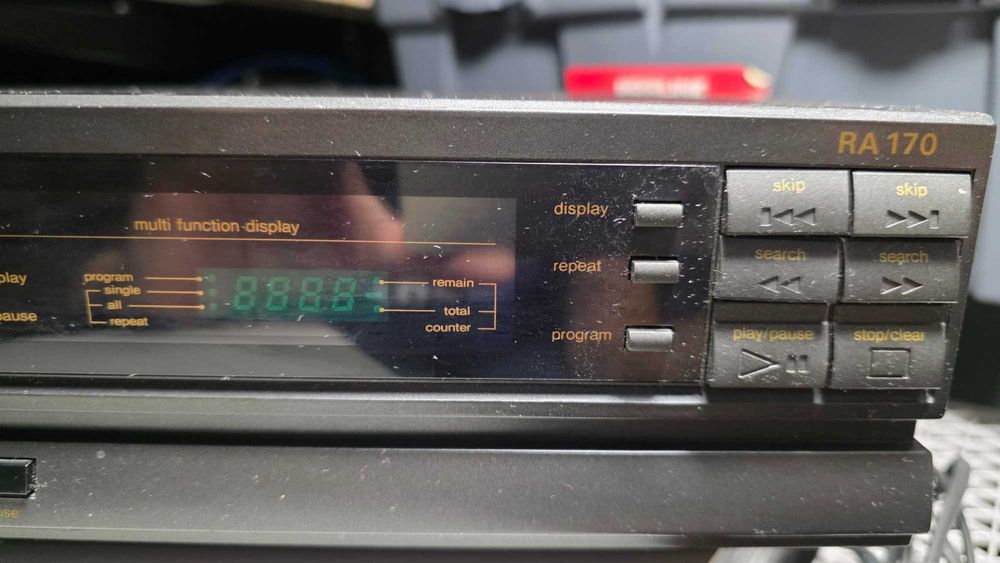 RA 170
skip
skip
display
multi function display
search
search
repeat
play
program
single
all
repeat
remain
total
counter
pause
program
play/pause
stop/clear
ose